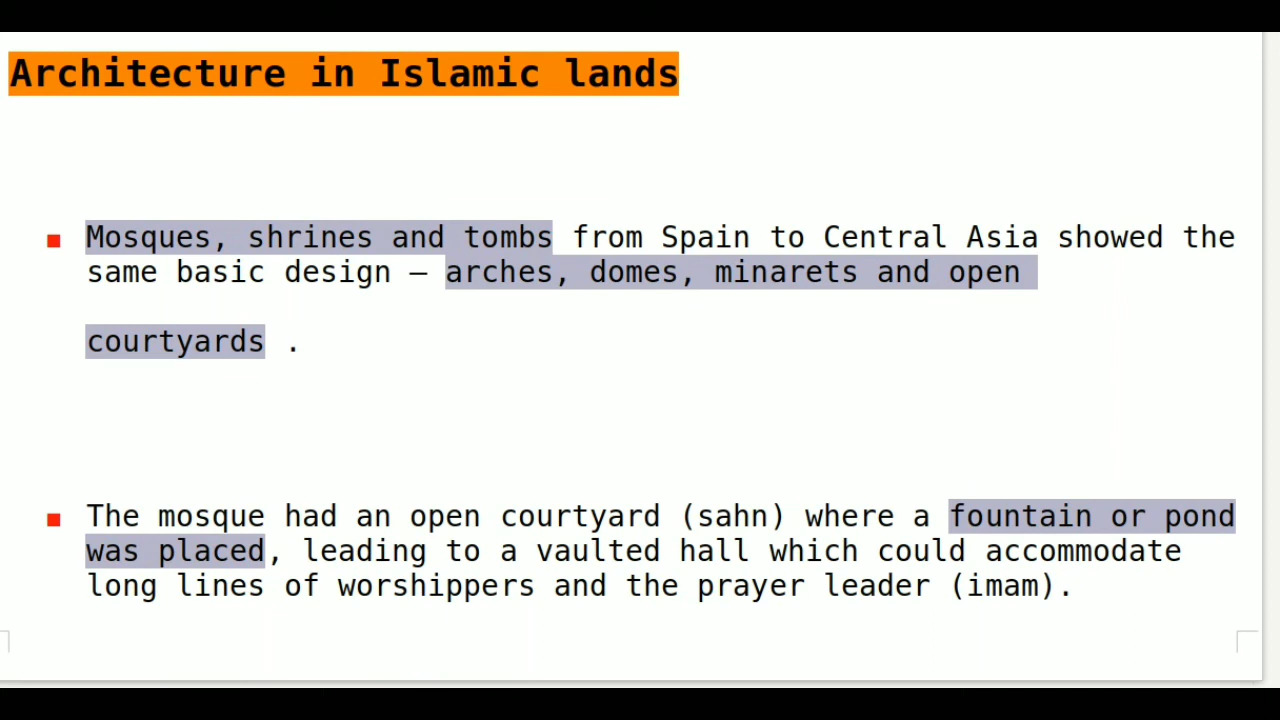 Architecture in Islamic lands
Mosques, shrines and tombs from Spain to Central Asia showed the
same basic design – arches, domes, minarets and open
courtyards .
The mosque had an open courtyard (sahn) where a fountain or pond
was placed, leading to a vaulted hall which could accommodate
long lines of worshippers and the prayer leader (imam).